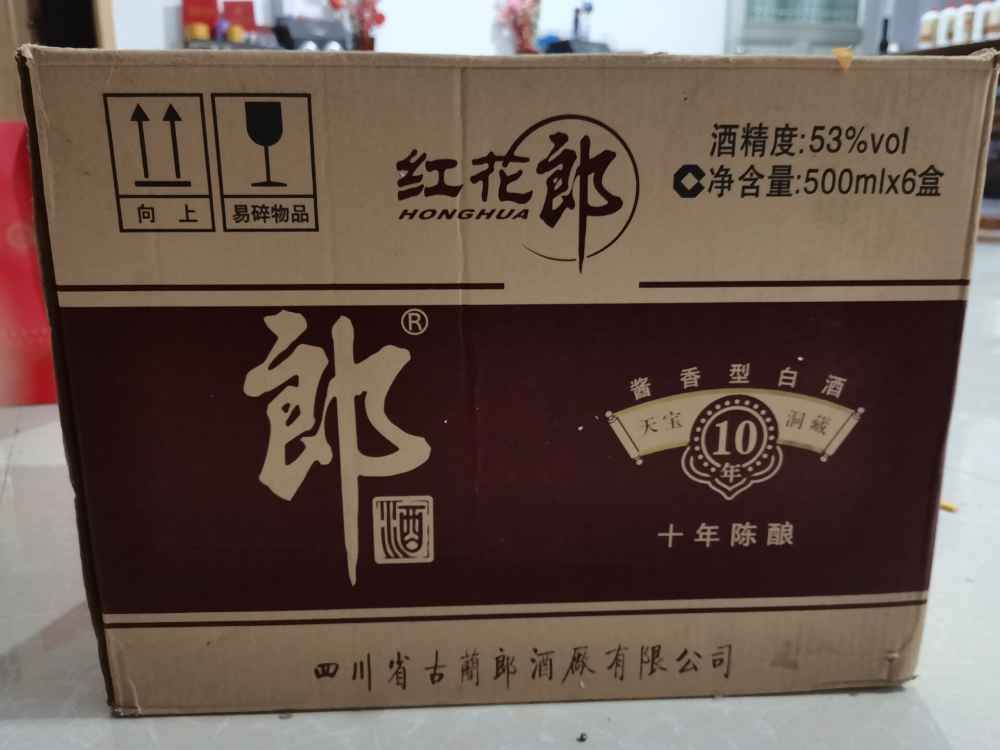 向 上
易碎物品
红花郎
HONGHUA
酒精度:53%vol
净含量:500mlx6盒
郎®
酒
酱香型白酒
天宝 洞藏
10
年
十年陈酿
四川省古蔺郎酒厰有限公司